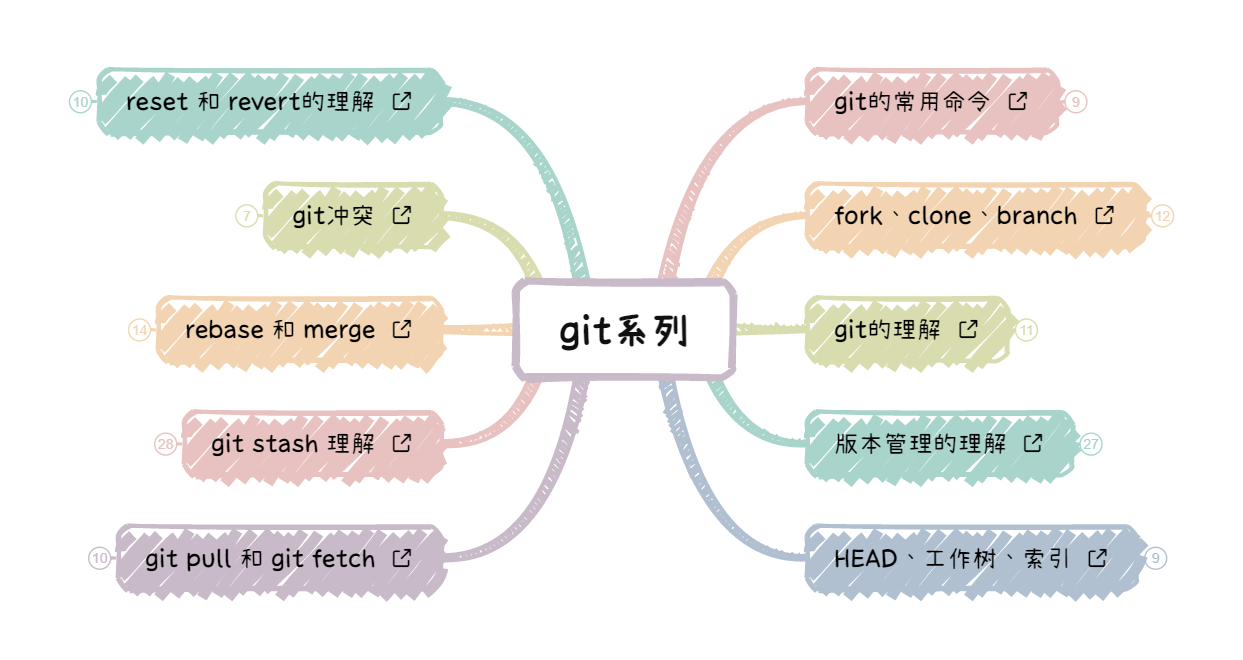 reset 和 revert的理解
10
git的常用命令
9
git冲突
7
fork、clone、branch
12
rebase 和 merge
14
git系列
git的理解
11
git stash 理解
28
版本管理的理解
27
git pull 和 git fetch
10
HEAD、工作树、索引
9